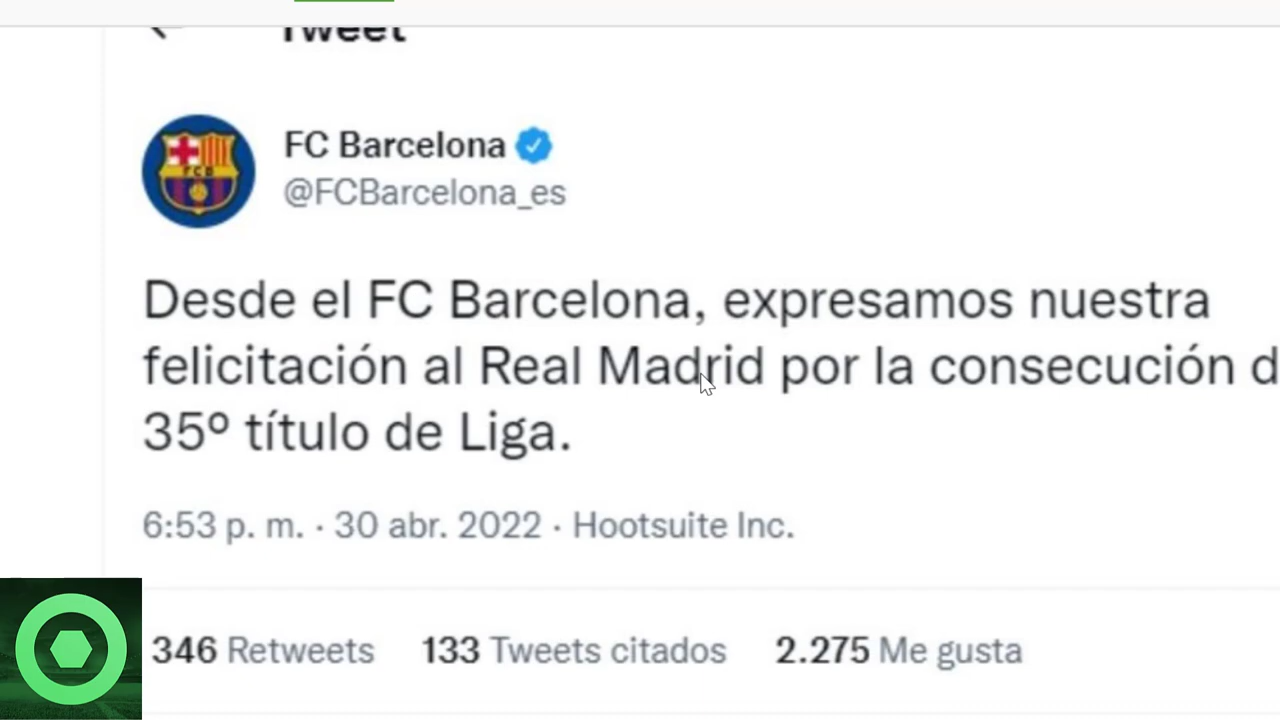 Tweet
FC Barcelona
@FCBarcelona_es
Desde el FC Barcelona, expresamos nuestra
felicitación al Real Madrid por la consecución d
35º título de Liga.
6:53 p. m. · 30 abr. 2022 · Hootsuite Inc.
346 Retweets 133 Tweets citados 2.275 Me gusta